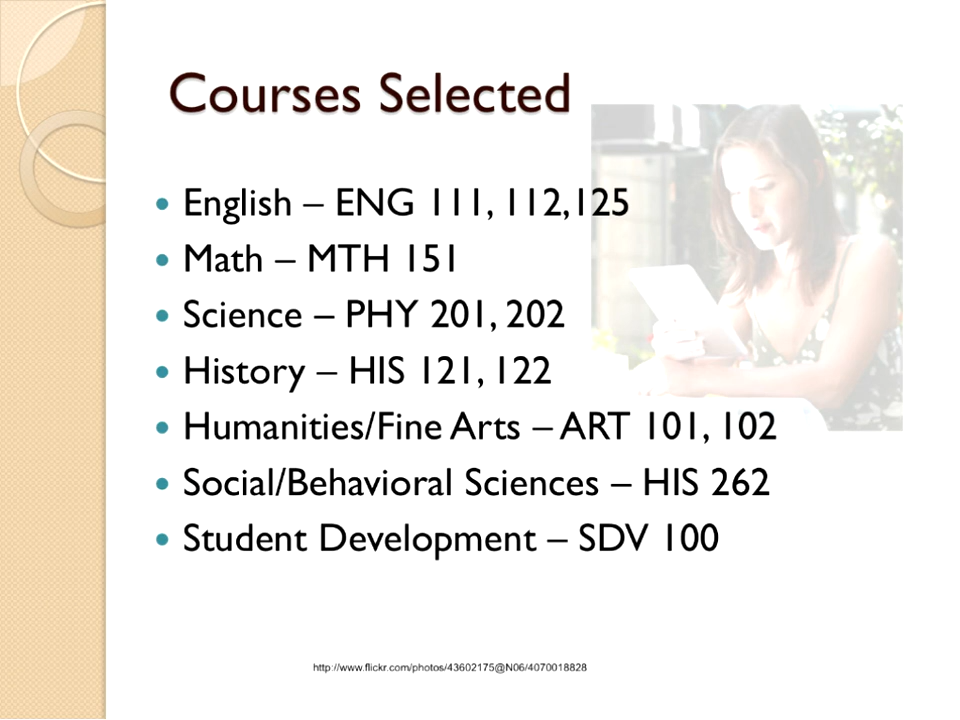 Courses Selected
English – ENG 111, 112,125
Math – MTH 151
Science – PHY 201, 202
History – HIS 121, 122
Humanities/Fine Arts – ART 101, 102
Social/Behavioral Sciences – HIS 262
Student Development – SDV 100
http://www.flickr.com/photos/43602175@N06/4070018828